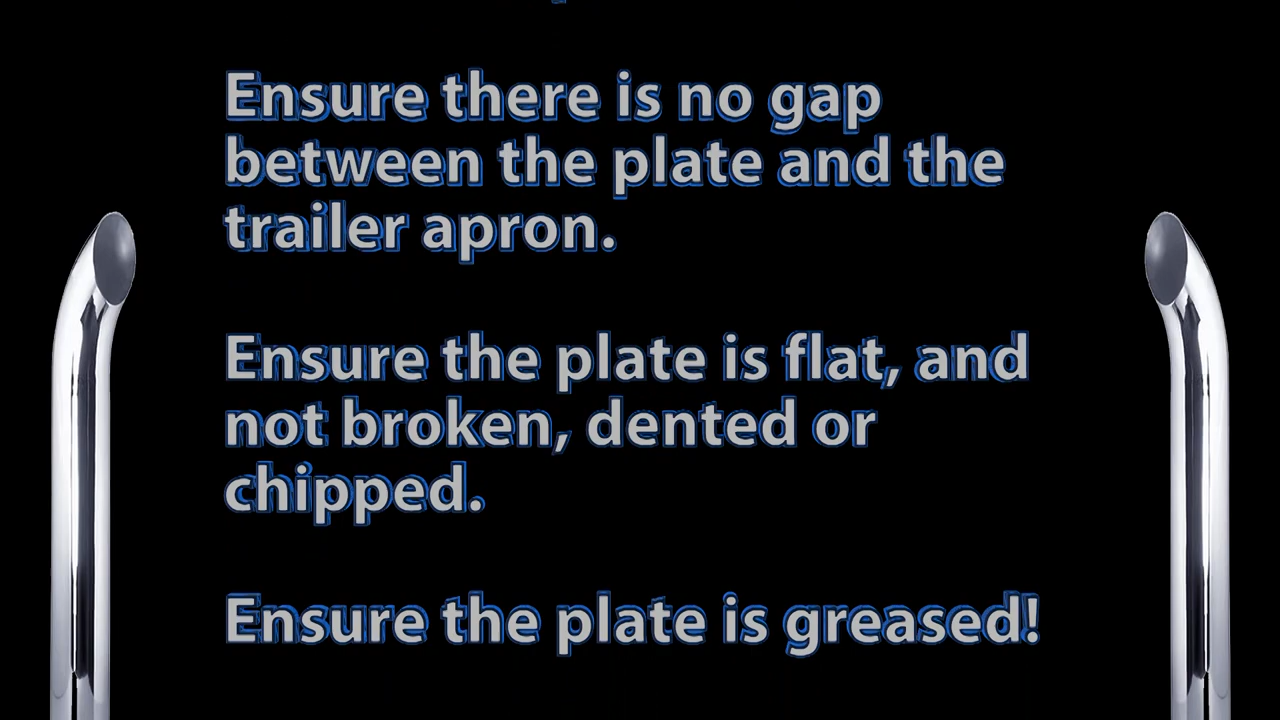 Ensure there is no gap
between the plate and the
trailer apron.
Ensure the plate is flat, and
not broken, dented or
chipped.
Ensure the plate is greased!